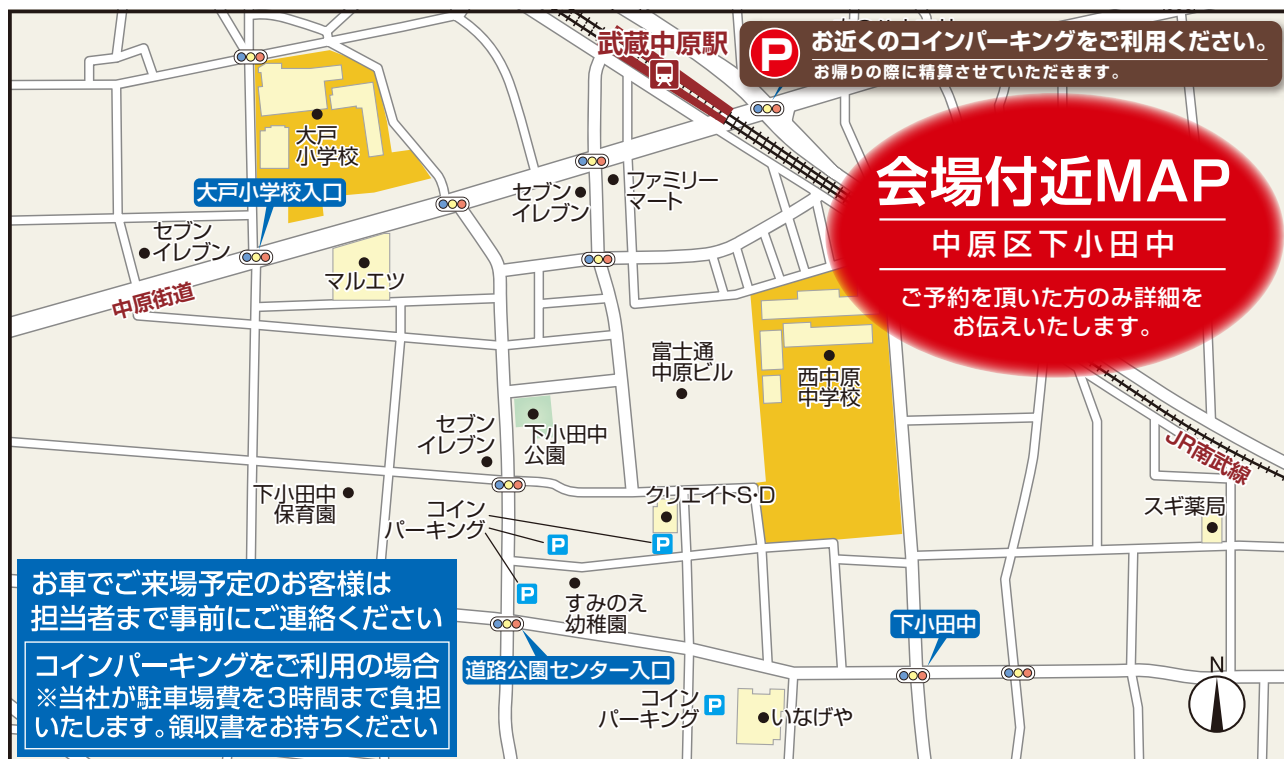 武蔵中原駅
P
お近くのコインパーキングをご利用ください。
お帰りの際に精算させていただきます。
会場付近MAP
中原区下小田中
ご予約を頂いた方のみ詳細を
お伝えいたします。
大戸
小学校
大戸小学校入口
セブン
イレブン
ファミリー
マート
セブン
イレブン
マルエツ
中原街道
富士通
中原ビル
西中原
中学校
セブン
イレブン
下小田中
公園
JR南武線
下小田中
保育園
コイン
パーキング
クリエイトS・D
スギ薬局
P
P
P
すみのえ
幼稚園
お車でご来場予定のお客様は
担当者まで事前にご連絡ください
コインパーキングをご利用の場合
※当社が駐車場費を3時間まで負担
いたします。領収書をお持ちください
道路公園センター入口
下小田中
コイン
パーキング
P
いなげや
N